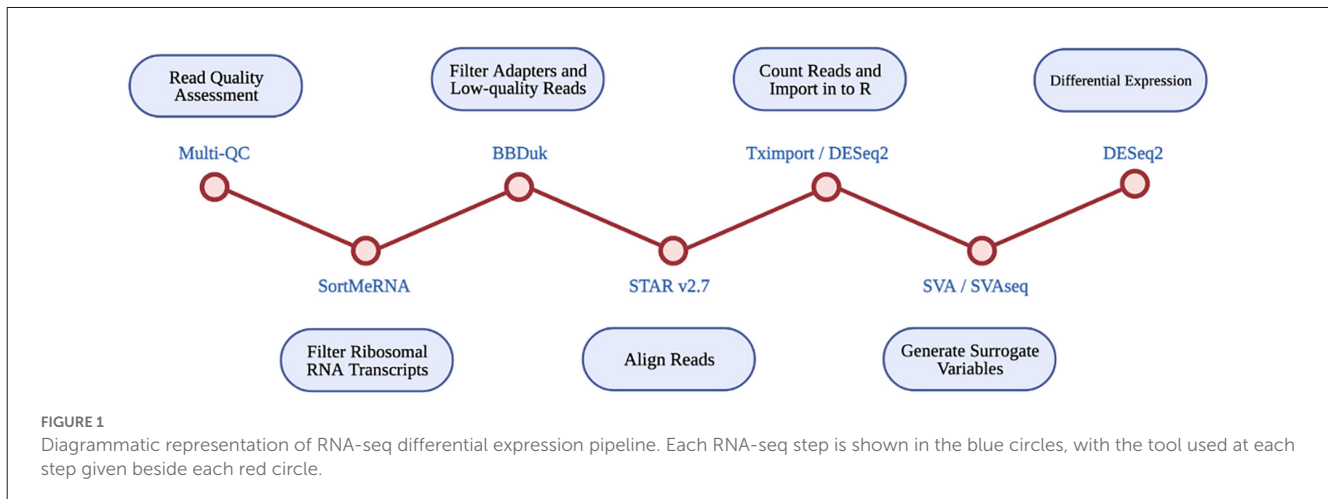 Read Quality
Assessment
Filter Adapters and
Low-quality Reads
Count Reads and
Import in to R
Differential Expression
Multi-QC
BBDuk
Tximport / DESeq2
DESeq2
SortMeRNA
STAR v2.7
SVA / SVAseq
Filter Ribosomal
RNA Transcripts
Align Reads
Generate Surrogate
Variables
FIGURE 1
Diagrammatic representation of RNA-seq differential expression pipeline. Each RNA-seq step is shown in the blue circles, with the tool used at each
step given beside each red circle.